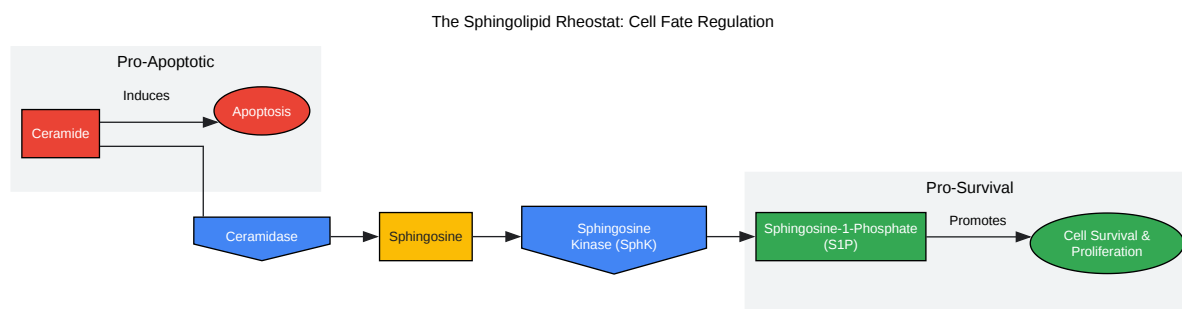 The Sphingolipid Rheostat: Cell Fate Regulation
Pro-Apoptotic
Induces
Apoptosis
Ceramide
Ceramidase
Sphingosine
Sphingosine
Kinase (SphK)
Pro-Survival
Sphingosine-1-Phosphate
(S1P)
Promotes
Cell Survival &
Proliferation